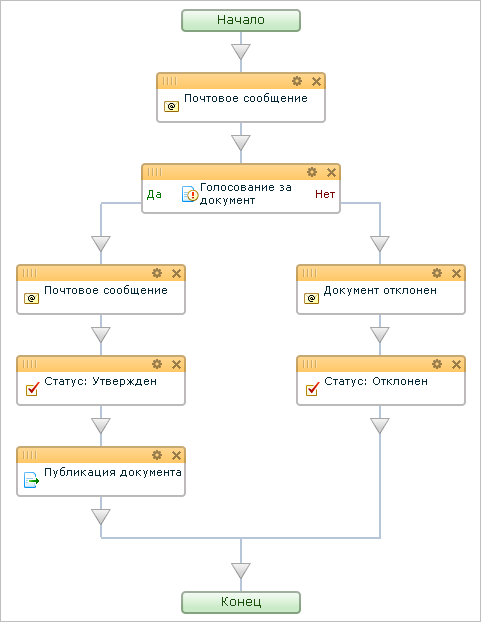 Начало
Почтовое сообщение
Да
Голосование за
документ
Нет
Почтовое сообщение
Документ отклонен
Статус: Утвержден
Статус: Отклонен
Публикация документа
Конец